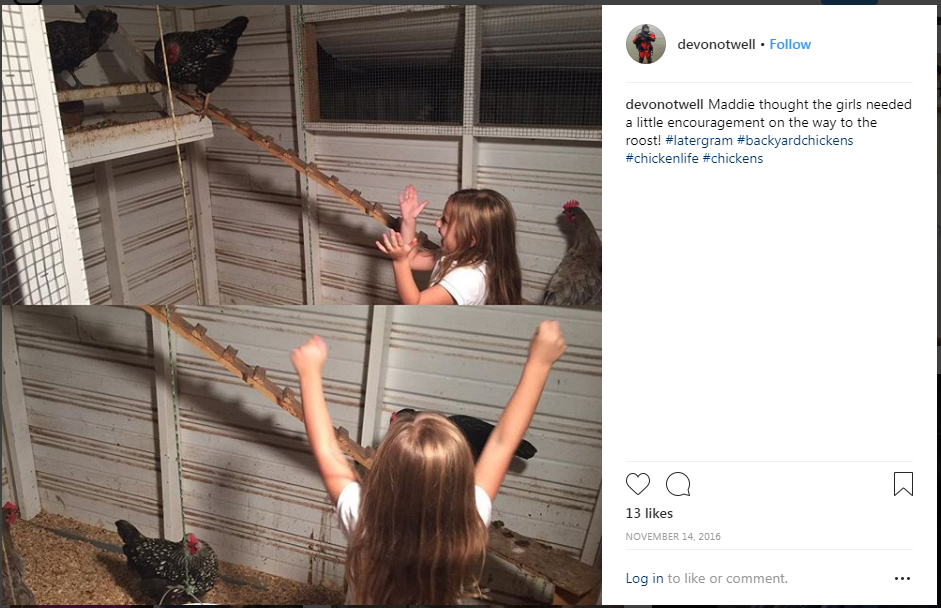 devonotwell • Follow
devonotwell Maddie thought the girls needed
a little encouragement on the way to the
roost! #latergram #backyardchickens
#chickenlife #chickens
13 likes
NOVEMBER 14, 2016
Log in to like or comment.